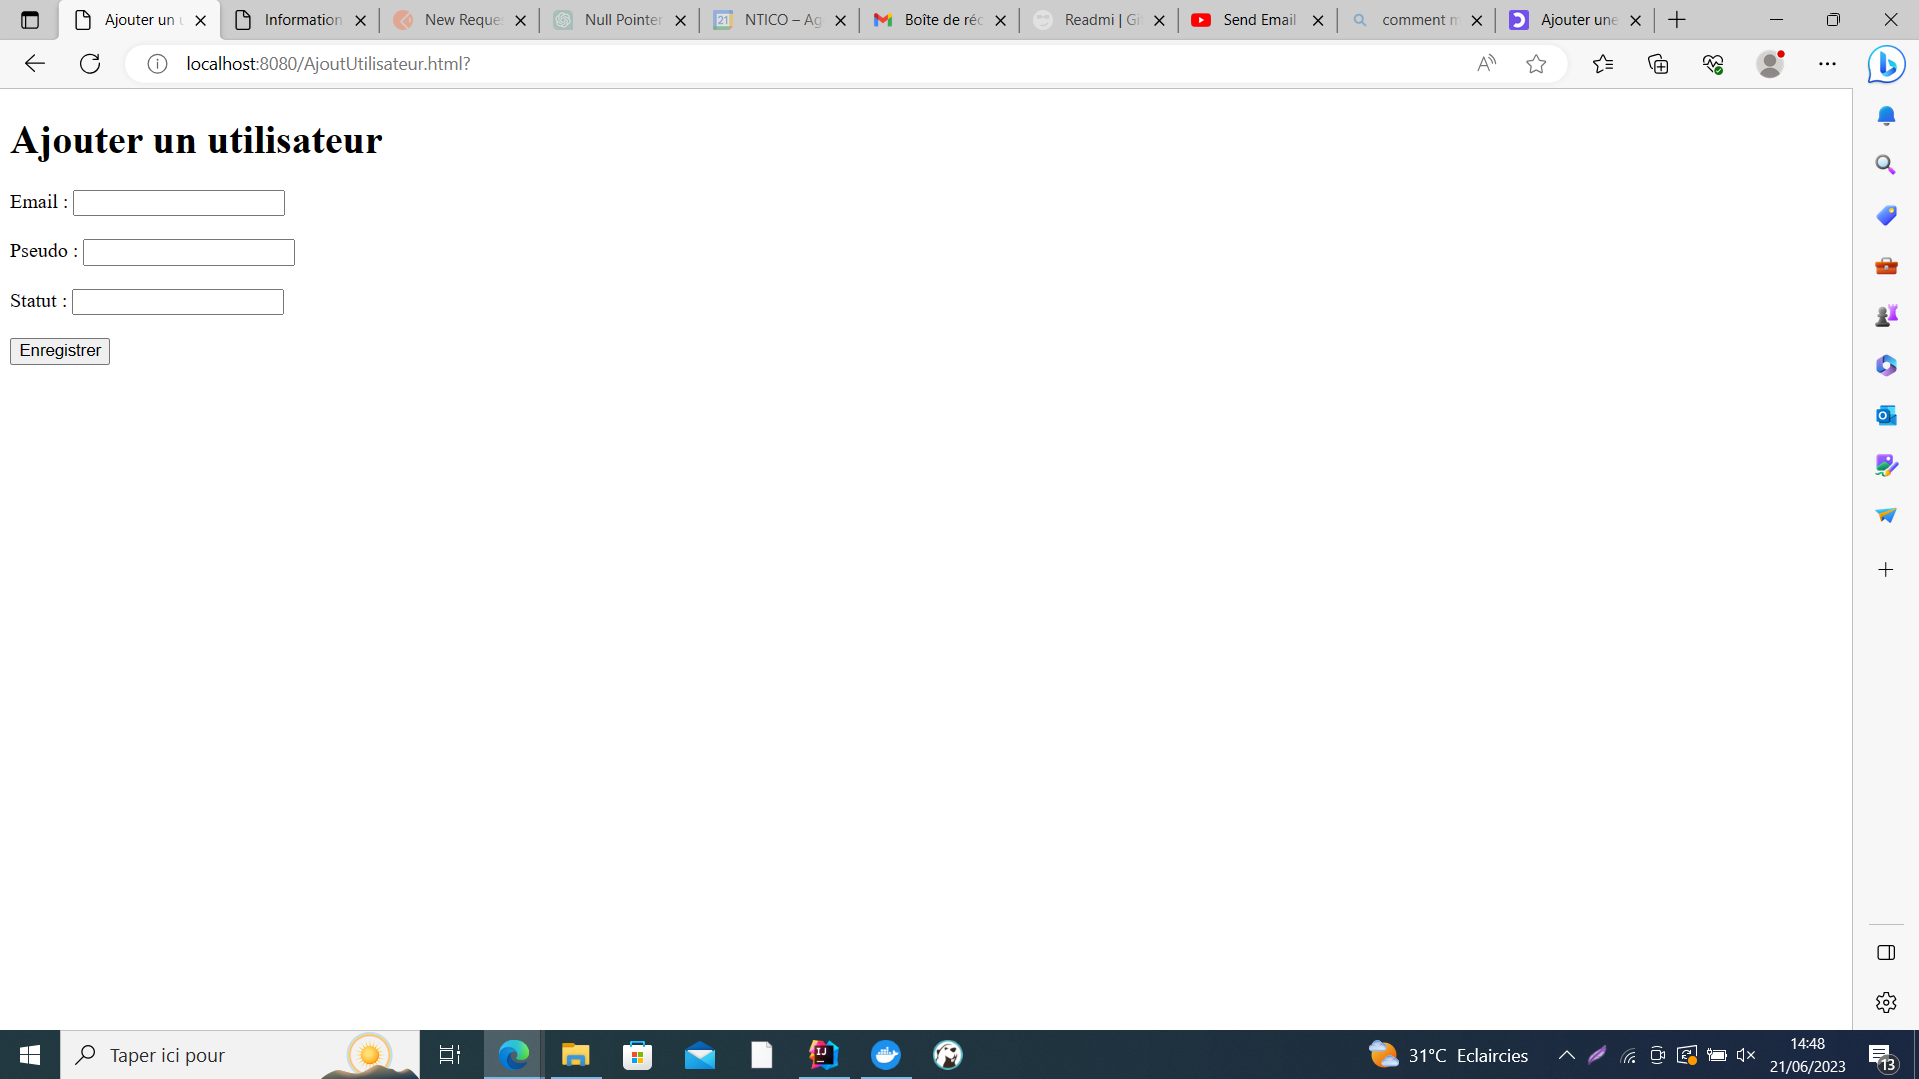 Ajouter un u
Information
New Reque
Null Pointer
NTICO – Ag
Boîte de réc
Readmi | Gi
Send Email
comment m
Ajouter une
localhost:8080/AjoutUtilisateur.html?
Ajouter un utilisateur
Email :
Pseudo :
Statut :
Enregistrer
Taper ici pour
31°C Eclaircies
14:48
21/06/2023
13